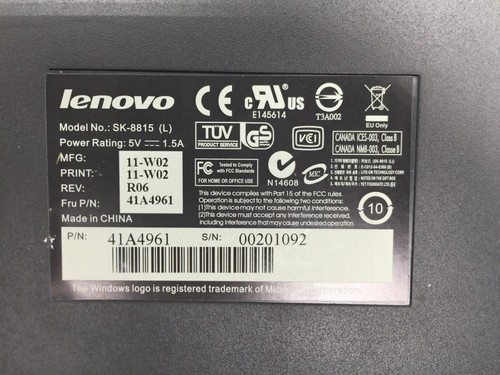 lenovo
CE
c RU US
E145614
T3A002
EU Only
Model No.: SK-8815 (L)
Power Rating: 5V 1.5A
TÜV
GS
VCI
CANADA ICES-003, Class B
CANADA NMB-003, Class B
MFG: 11-W02
PRINT: 11-W02
REV: R06
Fru P/N: 41A4961
Made in CHINA
FC Tested to Comply
with FCC Standards
FOR HOME OR OFFICE USE
N14608
MIC
This device complies with Part 15 of the FCC rules.
Operation is subject to the following two conditions:
(1)This device may not cause harmful interference.
(2)This device must accept any interference received,
including interference that may cause undesired operation.
10
P/N: 41A4961 S/N: 00201092
The Windows logo is registered trademark of Corporation.